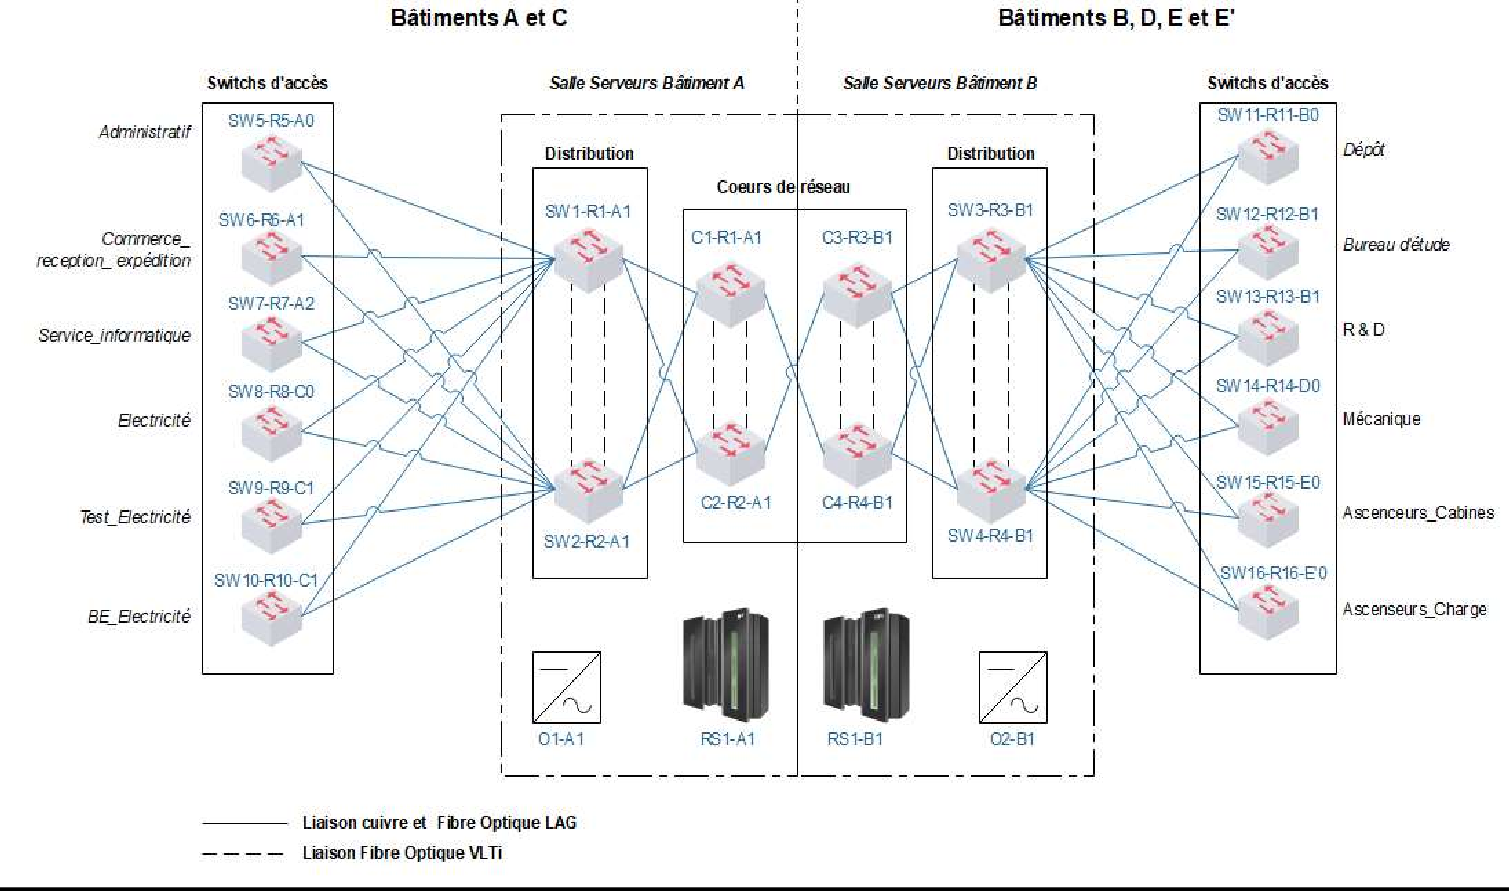 Bâtiments A et C
Bâtiments B, D, E et E'
Switchs d'accès
Salle Serveurs Bâtiment A
Salle Serveurs Bâtiment B
Switchs d'accès
Administratif
SW5-R5-A0
SW11-R11-B0
Dépôt
Distribution
Distribution
Coeurs de réseau
Commerce_
reception_ expédition
SW6-R6-A1
SW1-R1-A1
C1-R1-A1
C3-R3-B1
SW3-R3-B1
SW12-R12-B1
Bureau d'étude
Service_informatique
SW7-R7-A2
SW13-R13-B1
R & D
Electricité
SW8-R8-C0
SW14-R14-D0
Mécanique
Test_Electricité
SW9-R9-C1
SW2-R2-A1
C2-R2-A1
C4-R4-B1
SW4-R4-B1
SW15-R15-E0
Ascenceurs_Cabines
BE_Electricité
SW10-R10-C1
SW16-R16-E'0
Ascenseurs_Charge
O1-A1
RS1-A1
RS1-B1
O2-B1
Liaison cuivre et Fibre Optique LAG
Liaison Fibre Optique VLTi